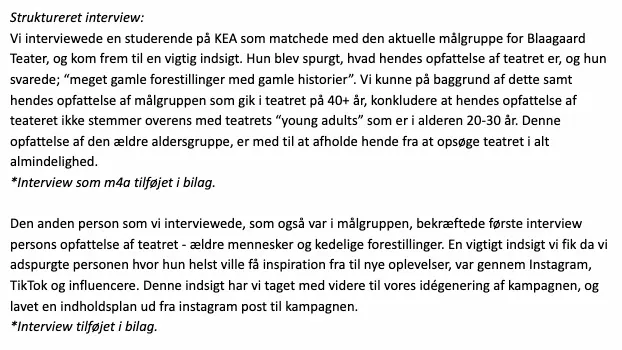 Struktureret interview:
Vi interviewede en studerende på KEA som matchede med den aktuelle målgruppe for Blaagaard
Teater, og kom frem til en vigtig indsigt. Hun blev spurgt, hvad hendes opfattelse af teatret er, og hun
svarede; “meget gamle forestillinger med gamle historier”. Vi kunne på baggrund af dette samt
hendes opfattelse af målgruppen som gik i teatret på 40+ år, konkludere at hendes opfattelse af
teateret ikke stemmer overens med teatrets “young adults” som er i alderen 20-30 år. Denne
opfattelse af den ældre aldersgruppe, er med til at afholde hende fra at opsøge teatret i alt
almindelighed.
*Interview som m4a tilføjet i bilag.
Den anden person som vi interviewede, som også var i målgruppen, bekræftede første interview
persons opfattelse af teatret - ældre mennesker og kedelige forestillinger. En vigtigt indsigt vi fik da vi
adspurgte personen hvor hun helst ville få inspiration fra til nye oplevelser, var gennem Instagram,
TikTok og influencere. Denne indsigt har vi taget med videre til vores idégenering af kampagnen, og
lavet en indholdsplan ud fra instagram post til kampagnen.
*Interview tilføjet i bilag.